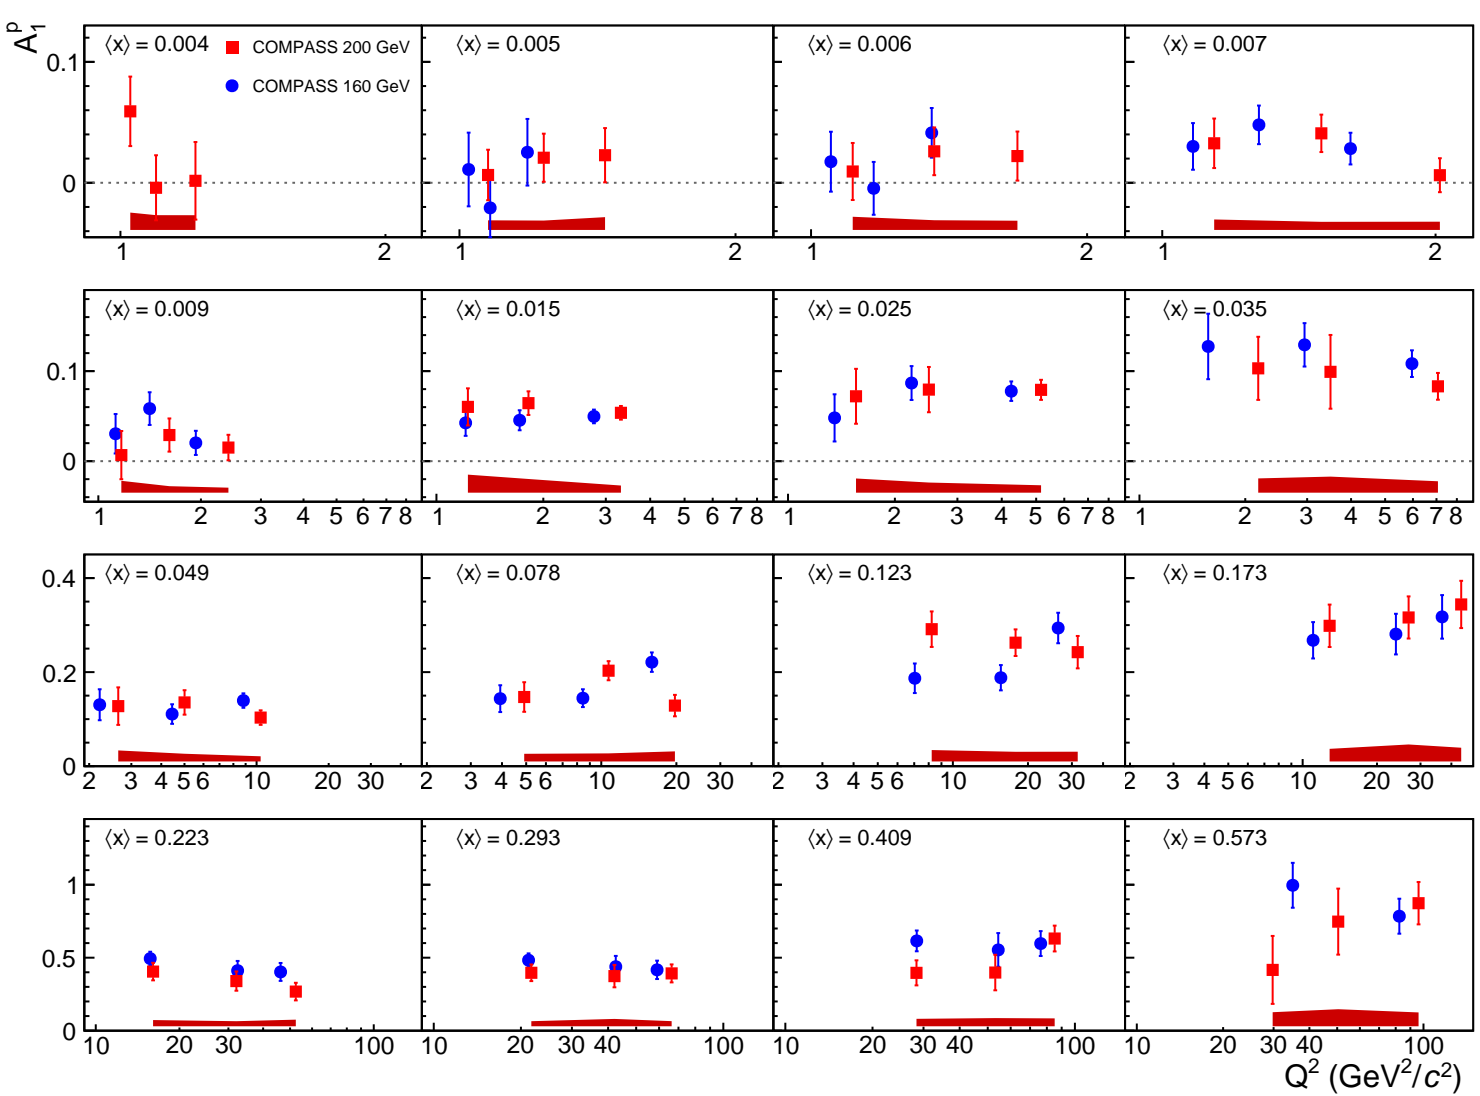 A₁ᵖ
⟨x⟩ = 0.004
COMPASS 200 GeV
COMPASS 160 GeV
⟨x⟩ = 0.005
⟨x⟩ = 0.006
⟨x⟩ = 0.007
0.1
0
1 2 1 2 1 2 1 2
⟨x⟩ = 0.009 ⟨x⟩ = 0.015 ⟨x⟩ = 0.025 ⟨x⟩ = 0.035
0.1
0
1 2 3 4 5 6 7 8 1 2 3 4 5 6 7 8 1 2 3 4 5 6 7 8 1 2 3 4 5 6 7 8
0.4
⟨x⟩ = 0.049 ⟨x⟩ = 0.078 ⟨x⟩ = 0.123 ⟨x⟩ = 0.173
0.2
0
2 3 4 5 6 10 20 30 2 3 4 5 6 10 20 30 2 3 4 5 6 10 20 30 2 3 4 5 6 10 20 30
⟨x⟩ = 0.223 ⟨x⟩ = 0.293 ⟨x⟩ = 0.409 ⟨x⟩ = 0.573
1
0.5
0
10 20 30 100 10 20 30 40 100 10 20 30 40 100 10 20 30 40 100
Q² (GeV²/c²)